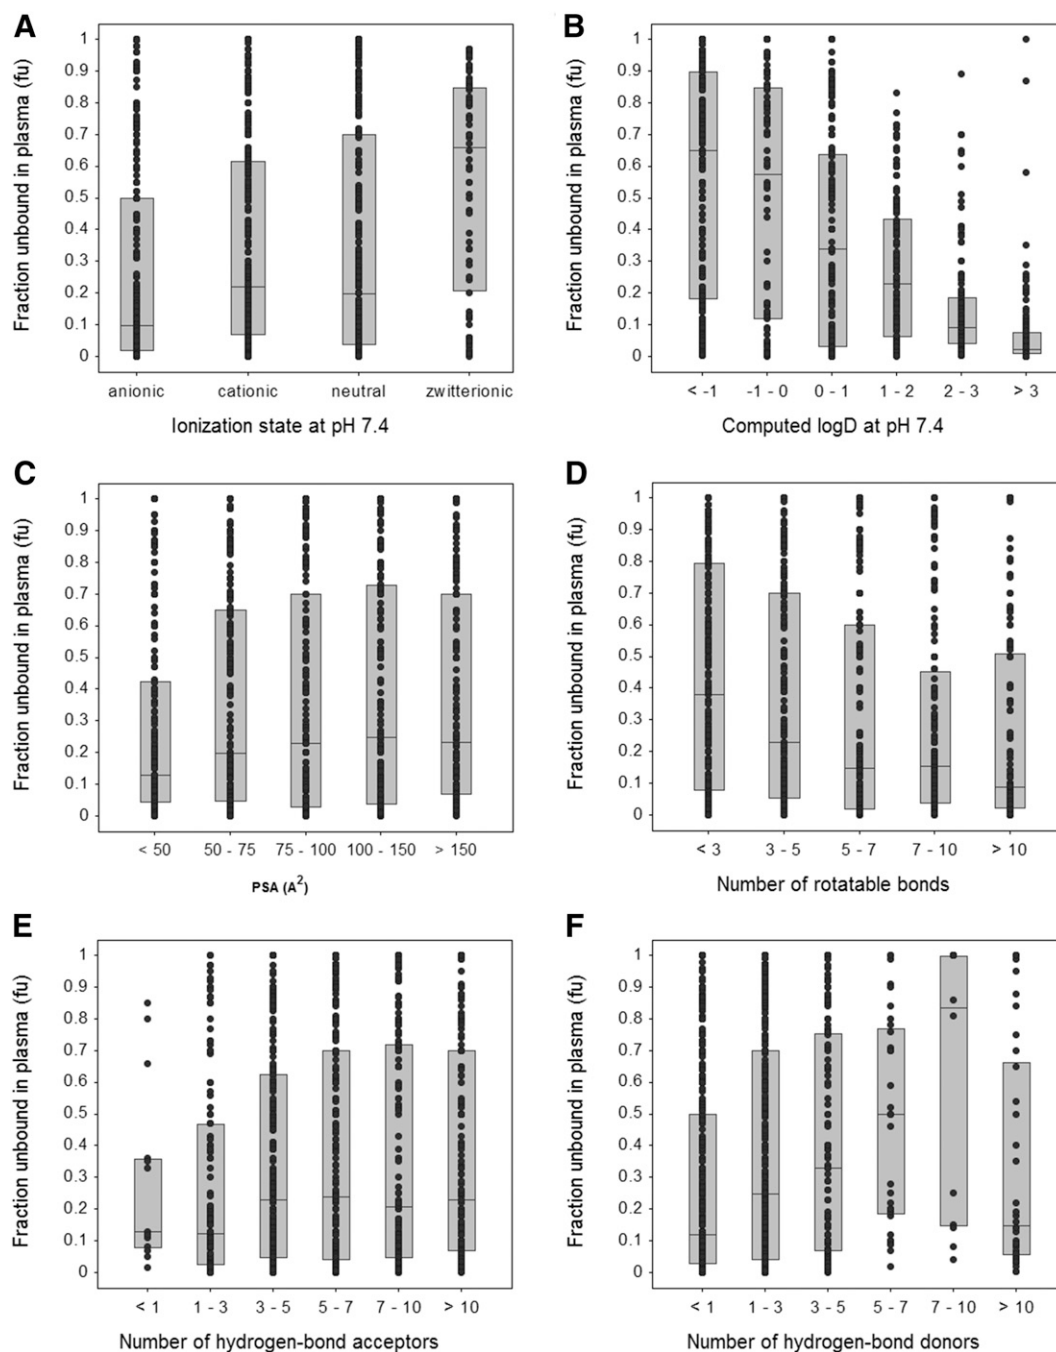 A
Fraction unbound in plasma (fu)
1
0.9
0.8
0.7
0.6
0.5
0.4
0.3
0.2
0.1
0
anionic cationic neutral zwitterionic
Ionization state at pH 7.4
B
Fraction unbound in plasma (fu)
1
0.9
0.8
0.7
0.6
0.5
0.4
0.3
0.2
0.1
0
< -1 -1 - 0 0 - 1 1 - 2 2 - 3 > 3
Computed logD at pH 7.4
C
Fraction unbound in plasma (fu)
1
0.9
0.8
0.7
0.6
0.5
0.4
0.3
0.2
0.1
0
< 50 50 - 75 75 - 100 100 - 150 > 150
PSA (A²)
D
Fraction unbound in plasma (fu)
1
0.9
0.8
0.7
0.6
0.5
0.4
0.3
0.2
0.1
0
< 3 3 - 5 5 - 7 7 - 10 > 10
Number of rotatable bonds
E
Fraction unbound in plasma (fu)
1
0.9
0.8
0.7
0.6
0.5
0.4
0.3
0.2
0.1
0
< 1 1 - 3 3 - 5 5 - 7 7 - 10 > 10
Number of hydrogen-bond acceptors
F
Fraction unbound in plasma (fu)
1
0.9
0.8
0.7
0.6
0.5
0.4
0.3
0.2
0.1
0
< 1 1 - 3 3 - 5 5 - 7 7 - 10 > 10
Number of hydrogen-bond donors